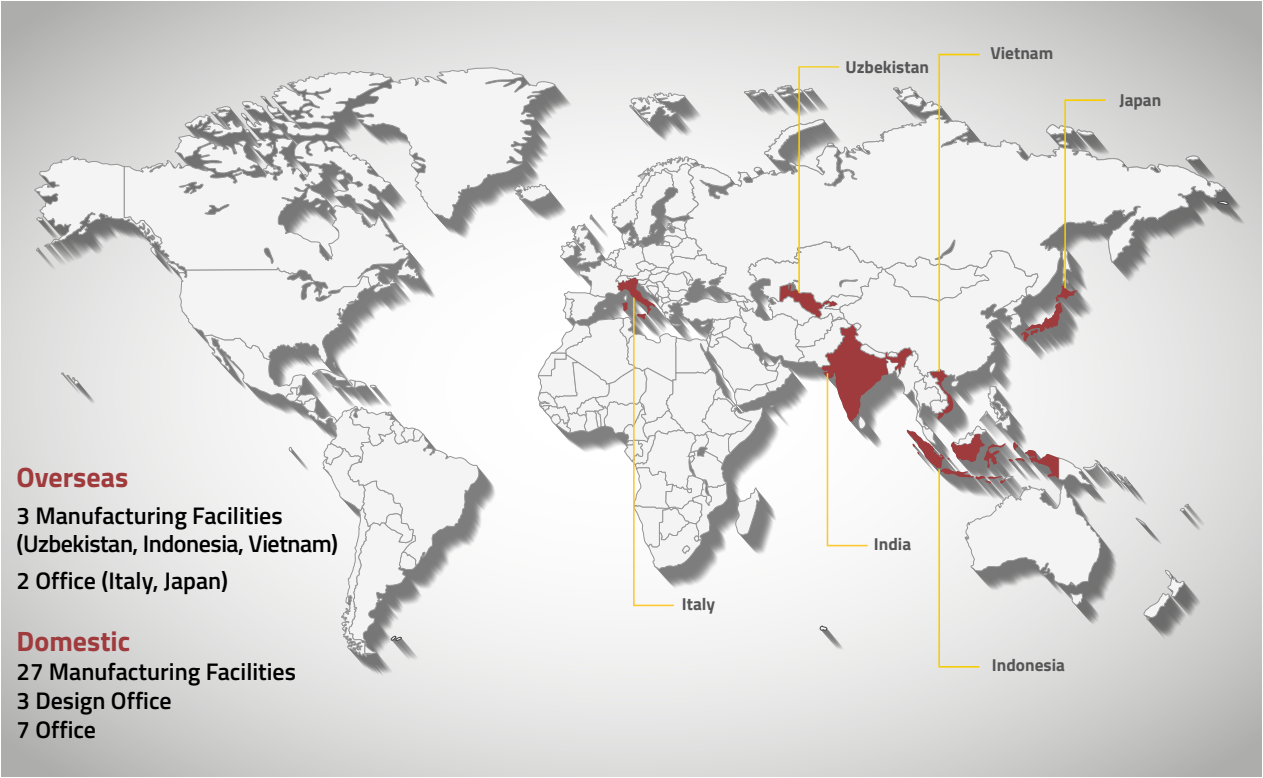 Vietnam
Uzbekistan
Japan
Overseas
3 Manufacturing Facilities
(Uzbekistan, Indonesia, Vietnam)
2 Office (Italy, Japan)
India
Italy
Domestic
27 Manufacturing Facilities
3 Design Office
7 Office
Indonesia